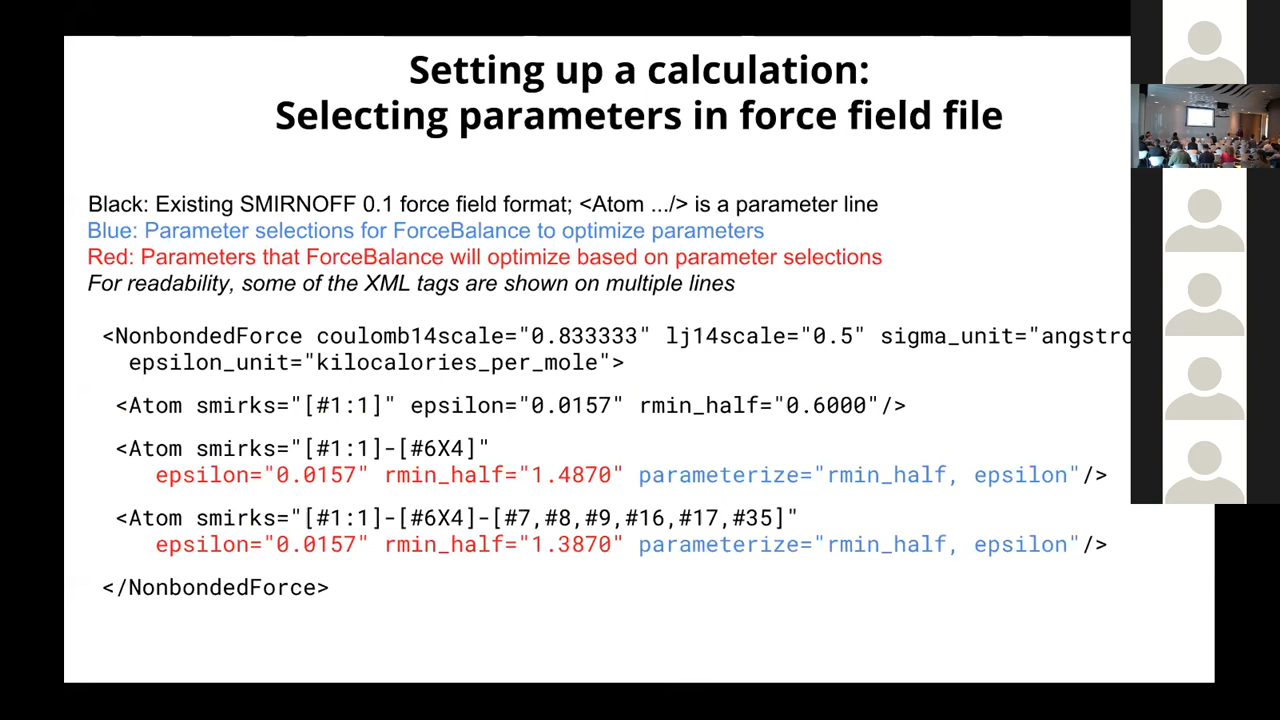 Setting up a calculation:
Selecting parameters in force field file
Black: Existing SMIRNOFF 0.1 force field format; <Atom .../> is a parameter line
Blue: Parameter selections for ForceBalance to optimize parameters
Red: Parameters that ForceBalance will optimize based on parameter selections
For readability, some of the XML tags are shown on multiple lines
<NonbondedForce coulomb14scale="0.833333" lj14scale="0.5" sigma_unit="angstro
epsilon_unit="kilocalories_per_mole">
<Atom smirks="[#1:1]" epsilon="0.0157" rmin_half="0.6000"/>
<Atom smirks="[#1:1]-[#6X4]"
epsilon="0.0157" rmin_half="1.4870" parameterize="rmin_half, epsilon"/>
<Atom smirks="[#1:1]-[#6X4]-[#7,#8,#9,#16,#17,#35]"
epsilon="0.0157" rmin_half="1.3870" parameterize="rmin_half, epsilon"/>
</NonbondedForce>